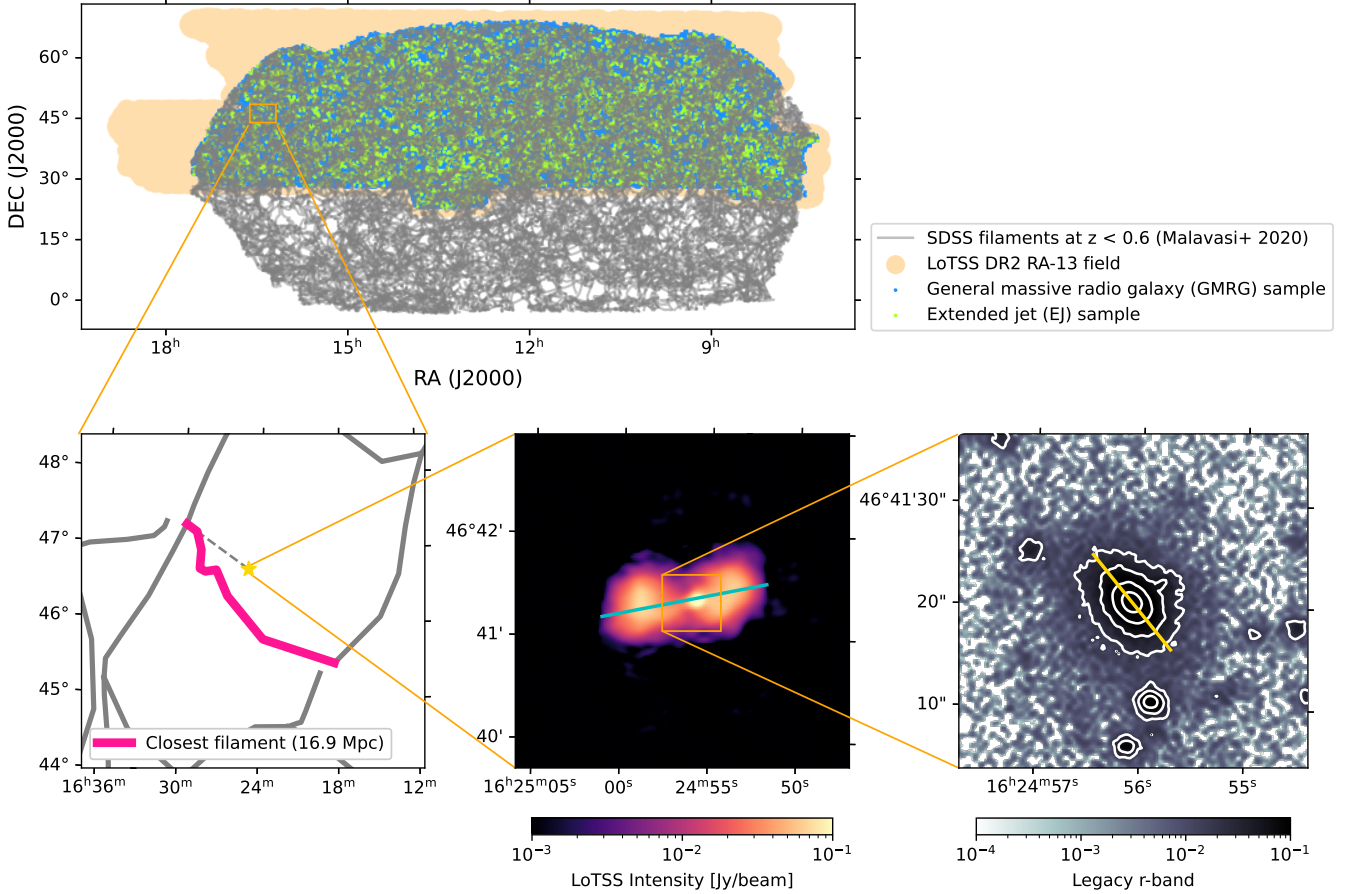 60°
45°
30°
15°
0°
DEC (J2000)
18ʰ 15ʰ 12ʰ 9ʰ
RA (J2000)
SDSS filaments at z < 0.6 (Malavasi+ 2020)
LoTSS DR2 RA-13 field
General massive radio galaxy (GMRG) sample
Extended jet (EJ) sample
48°
47°
46°
45°
44°
Closest filament (16.9 Mpc)
16ʰ36ᵐ 30ᵐ 24ᵐ 18ᵐ 12ᵐ
46°42'
41'
40'
16ʰ25ᵐ05ˢ 00ˢ 24ᵐ55ˢ 50ˢ
10⁻³ 10⁻² 10⁻¹
LoTSS Intensity [Jy/beam]
46°41'30"
20"
10"
16ʰ24ᵐ57ˢ 56ˢ 55ˢ
10⁻⁴ 10⁻³ 10⁻² 10⁻¹
Legacy r-band